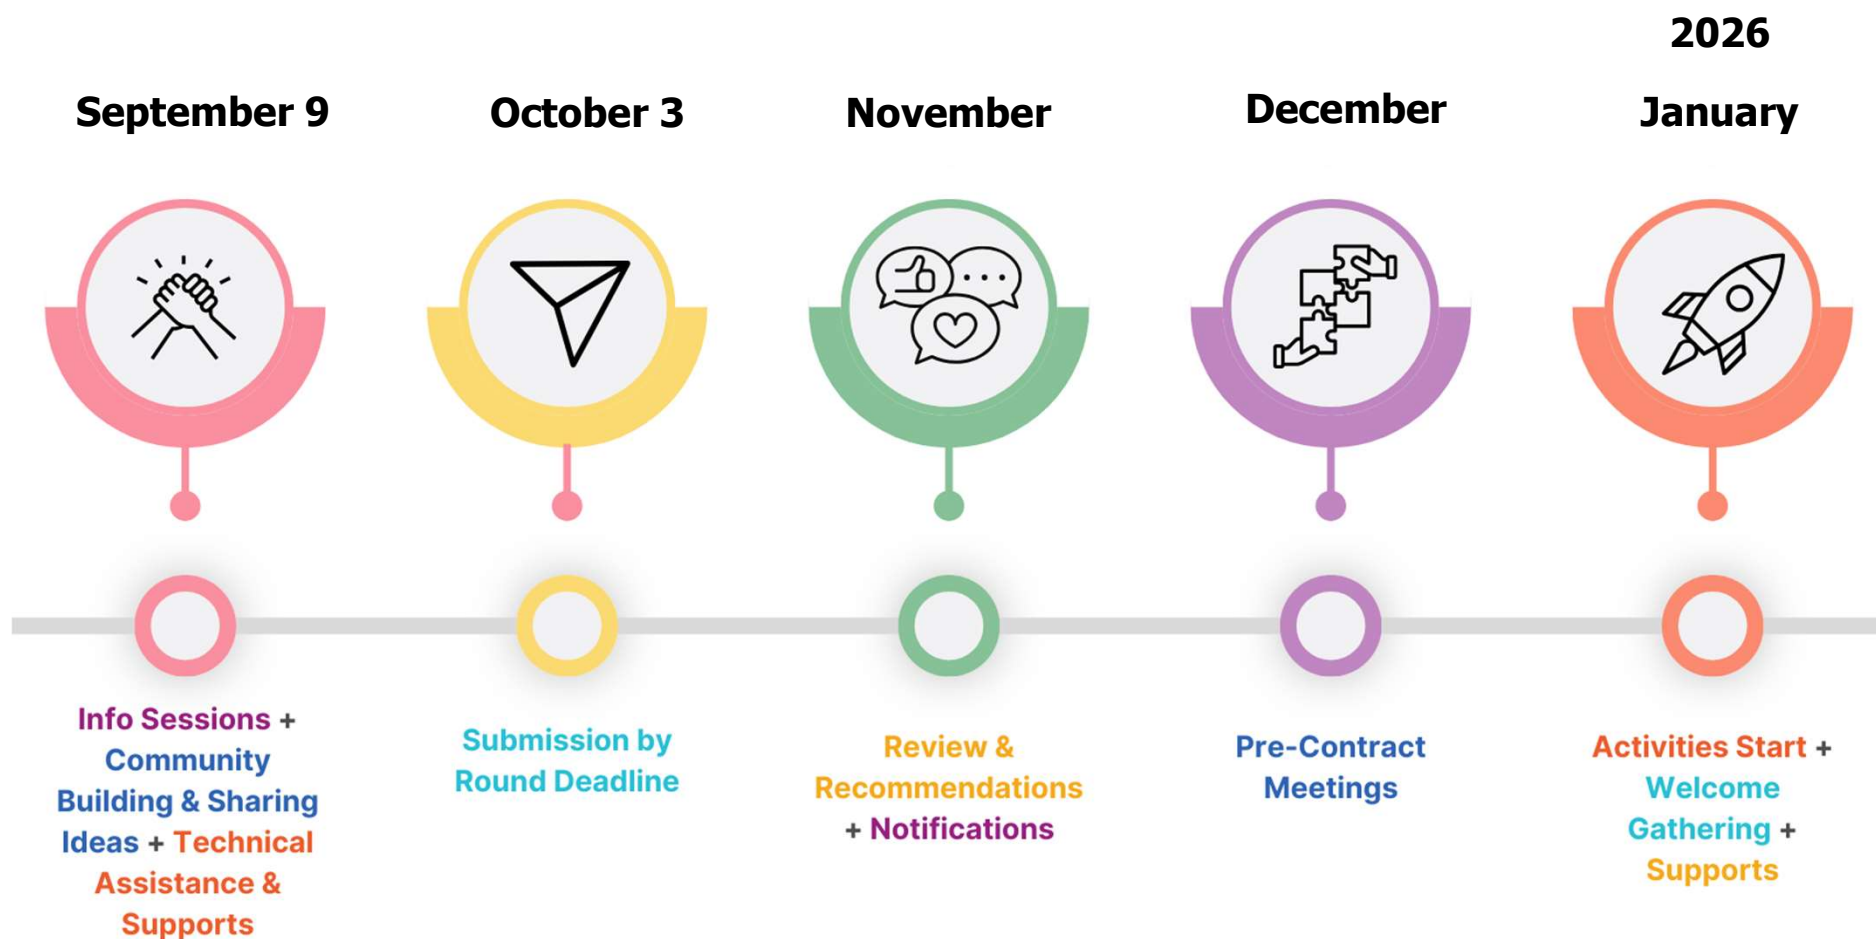 September 9
October 3
November
December
2026
January
Info Sessions +
Community
Building & Sharing
Ideas + Technical
Assistance &
Supports
Submission by
Round Deadline
Review &
Recommendations
+ Notifications
Pre-Contract
Meetings
Activities Start +
Welcome
Gathering +
Supports